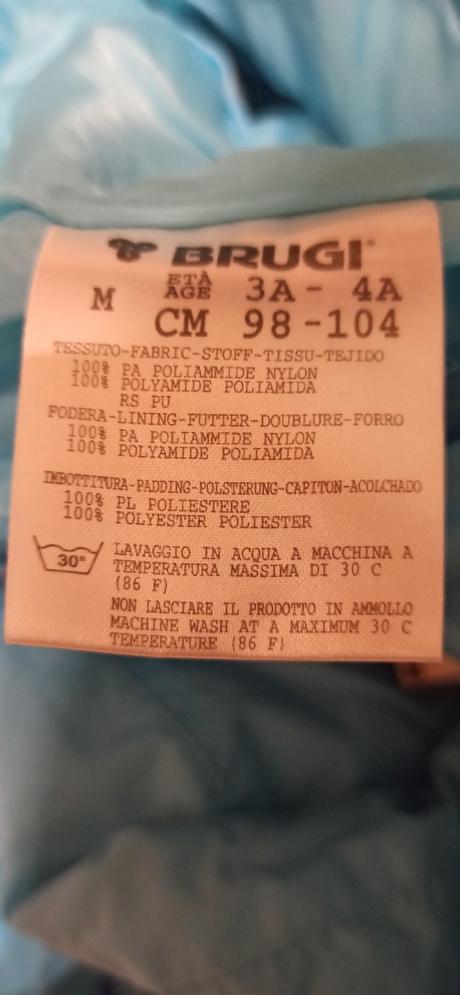 BRUGI
M ETÀ AGE 3A - 4A
CM 98 - 104
TESSUTO-FABRIC-STOFF-TISSU-TEJIDO
100% PA POLIAMMIDE NYLON
100% POLYAMIDE POLIAMIDA
RS PU
FODERA-LINING-FUTTER-DOUBLURE-FORRO
100% PA POLIAMMIDE NYLON
100% POLYAMIDE POLIAMIDA
IMBOTTITURA-PADDING-POLSTERUNG-CAPITON-ACOLCHADO
100% PL POLIESTERE
100% POLYESTER POLIESTER
30° LAVAGGIO IN ACQUA A MACCHINA A
TEMPERATURA MASSIMA DI 30 C
(86 F)
NON LASCIARE IL PRODOTTO IN AMMOLLO
MACHINE WASH AT A MAXIMUM 30 C
TEMPERATURE (86 F)